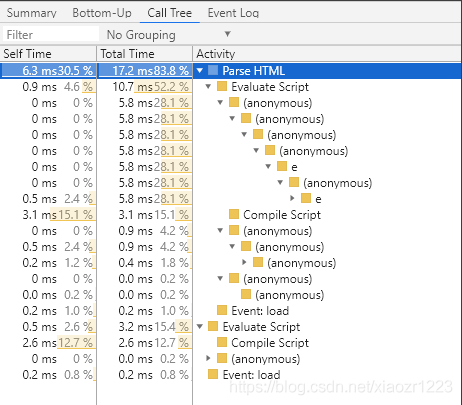 Summary Bottom-Up Call Tree Event Log
Filter No Grouping
Self Time Total Time Activity
6.3 ms 30.5 % 17.2 ms 83.8 % Parse HTML
0.9 ms 4.6 % 10.7 ms 52.2 % Evaluate Script
0 ms 0 % 5.8 ms 28.1 % (anonymous)
0 ms 0 % 5.8 ms 28.1 % (anonymous)
0 ms 0 % 5.8 ms 28.1 % (anonymous)
0 ms 0 % 5.8 ms 28.1 % (anonymous)
0 ms 0 % 5.8 ms 28.1 % e
0 ms 0 % 5.8 ms 28.1 % (anonymous)
0.5 ms 2.4 % 5.8 ms 28.1 % e
3.1 ms 15.1 % 3.1 ms 15.1 % Compile Script
0 ms 0 % 0.9 ms 4.2 % (anonymous)
0.5 ms 2.4 % 0.9 ms 4.2 % (anonymous)
0.2 ms 1.2 % 0.4 ms 1.8 % (anonymous)
0 ms 0 % 0.0 ms 0.2 % (anonymous)
0.0 ms 0.2 % 0.0 ms 0.2 % (anonymous)
0.2 ms 1.0 % 0.2 ms 1.0 % Event: load
0.5 ms 2.6 % 3.2 ms 15.4 % Evaluate Script
2.6 ms 12.7 % 2.6 ms 12.7 % Compile Script
0 ms 0 % 0.0 ms 0.2 % (anonymous)
0.2 ms 0.8 % 0.2 ms 0.8 % Event: load
https://blog.csdn.net/xiaozr1223